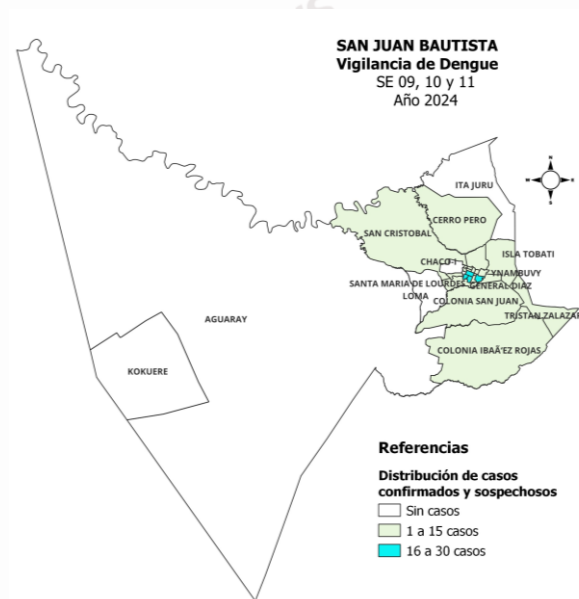 SAN JUAN BAUTISTA
Vigilancia de Dengue
SE 09, 10 y 11
Año 2024
N
E
S
ITA JURU
CERRO PERO
SAN CRISTOBAL
ISLA TOBATI
CHACO I
YNAMBUVY
SANTA MARIA DE LOURDES
GENERAL DIAZ
LOMA
COLONIA SAN JUAN
TRISTAN ZALAZAR
AGUARAY
COLONIA IBAÃ'EZ ROJAS
KOKUERE
Referencias
Distribución de casos
confirmados y sospechosos
Sin casos
1 a 15 casos
16 a 30 casos